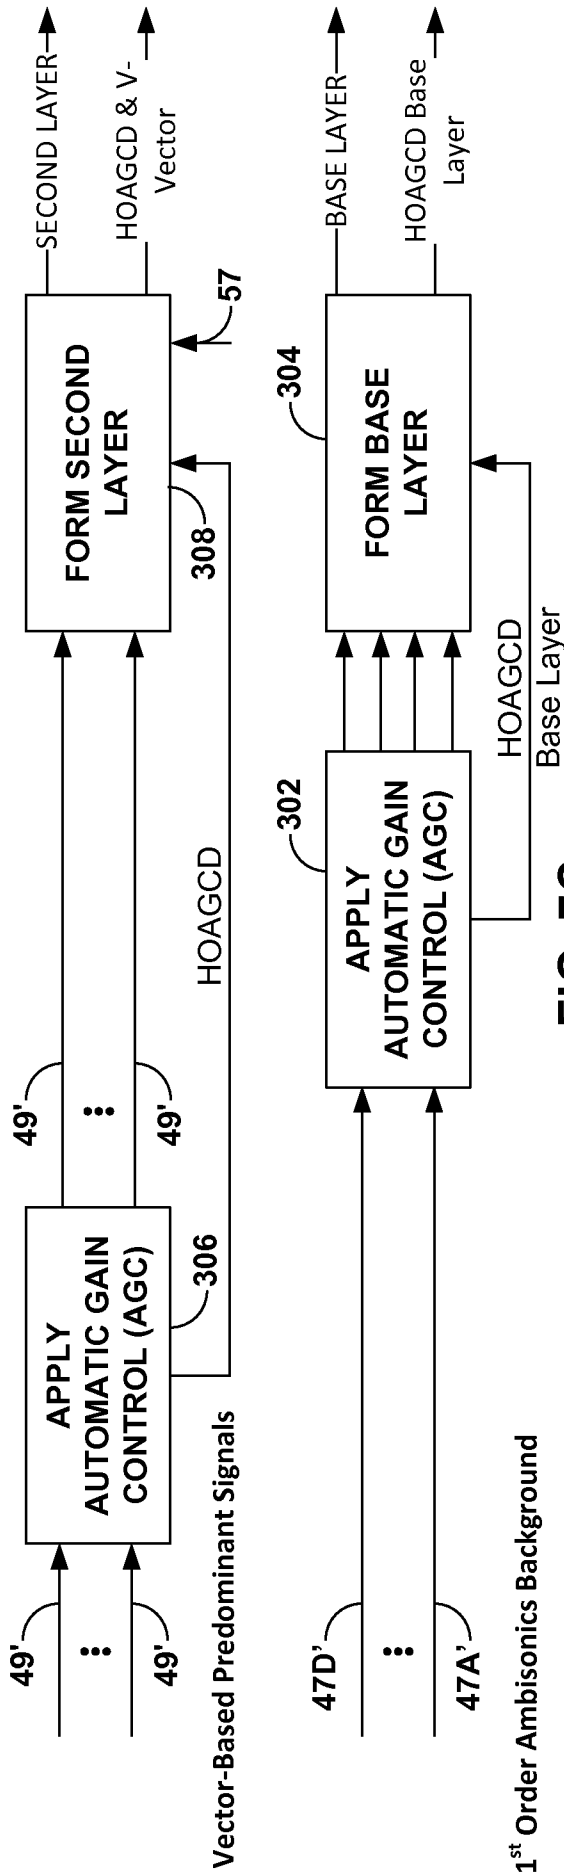 49'
49'
Vector-Based Predominant Signals
APPLY
AUTOMATIC GAIN
CONTROL (AGC)
306
49'
49'
HOAGCD
FORM SECOND
LAYER
308
57
SECOND LAYER
HOAGCD & V-
Vector
47D'
47A'
1st Order Ambisonics Background
APPLY
AUTOMATIC GAIN
CONTROL (AGC)
302
HOAGCD
Base Layer
FORM BASE
LAYER
304
BASE LAYER
HOAGCD Base
Layer